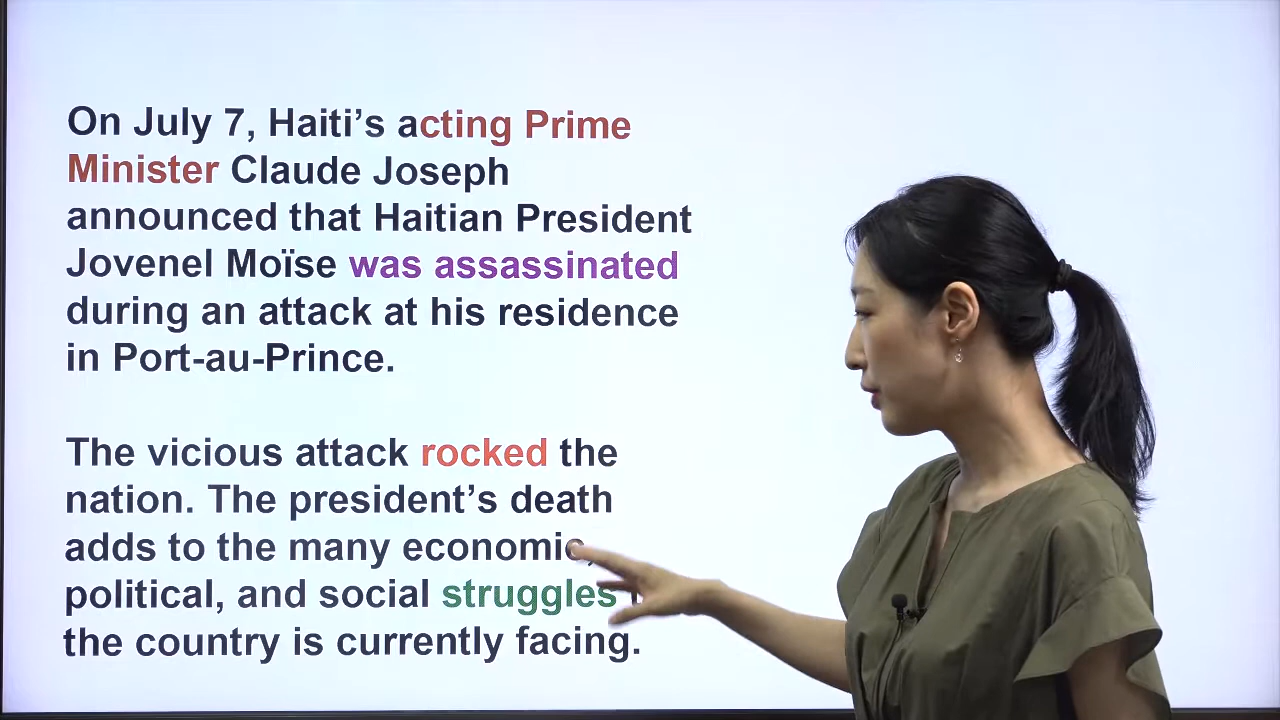 On July 7, Haiti's acting Prime
Minister Claude Joseph
announced that Haitian President
Jovenel Moïse was assassinated
during an attack at his residence
in Port-au-Prince.
The vicious attack rocked the
nation. The president's death
adds to the many economic,
political, and social struggles
the country is currently facing.